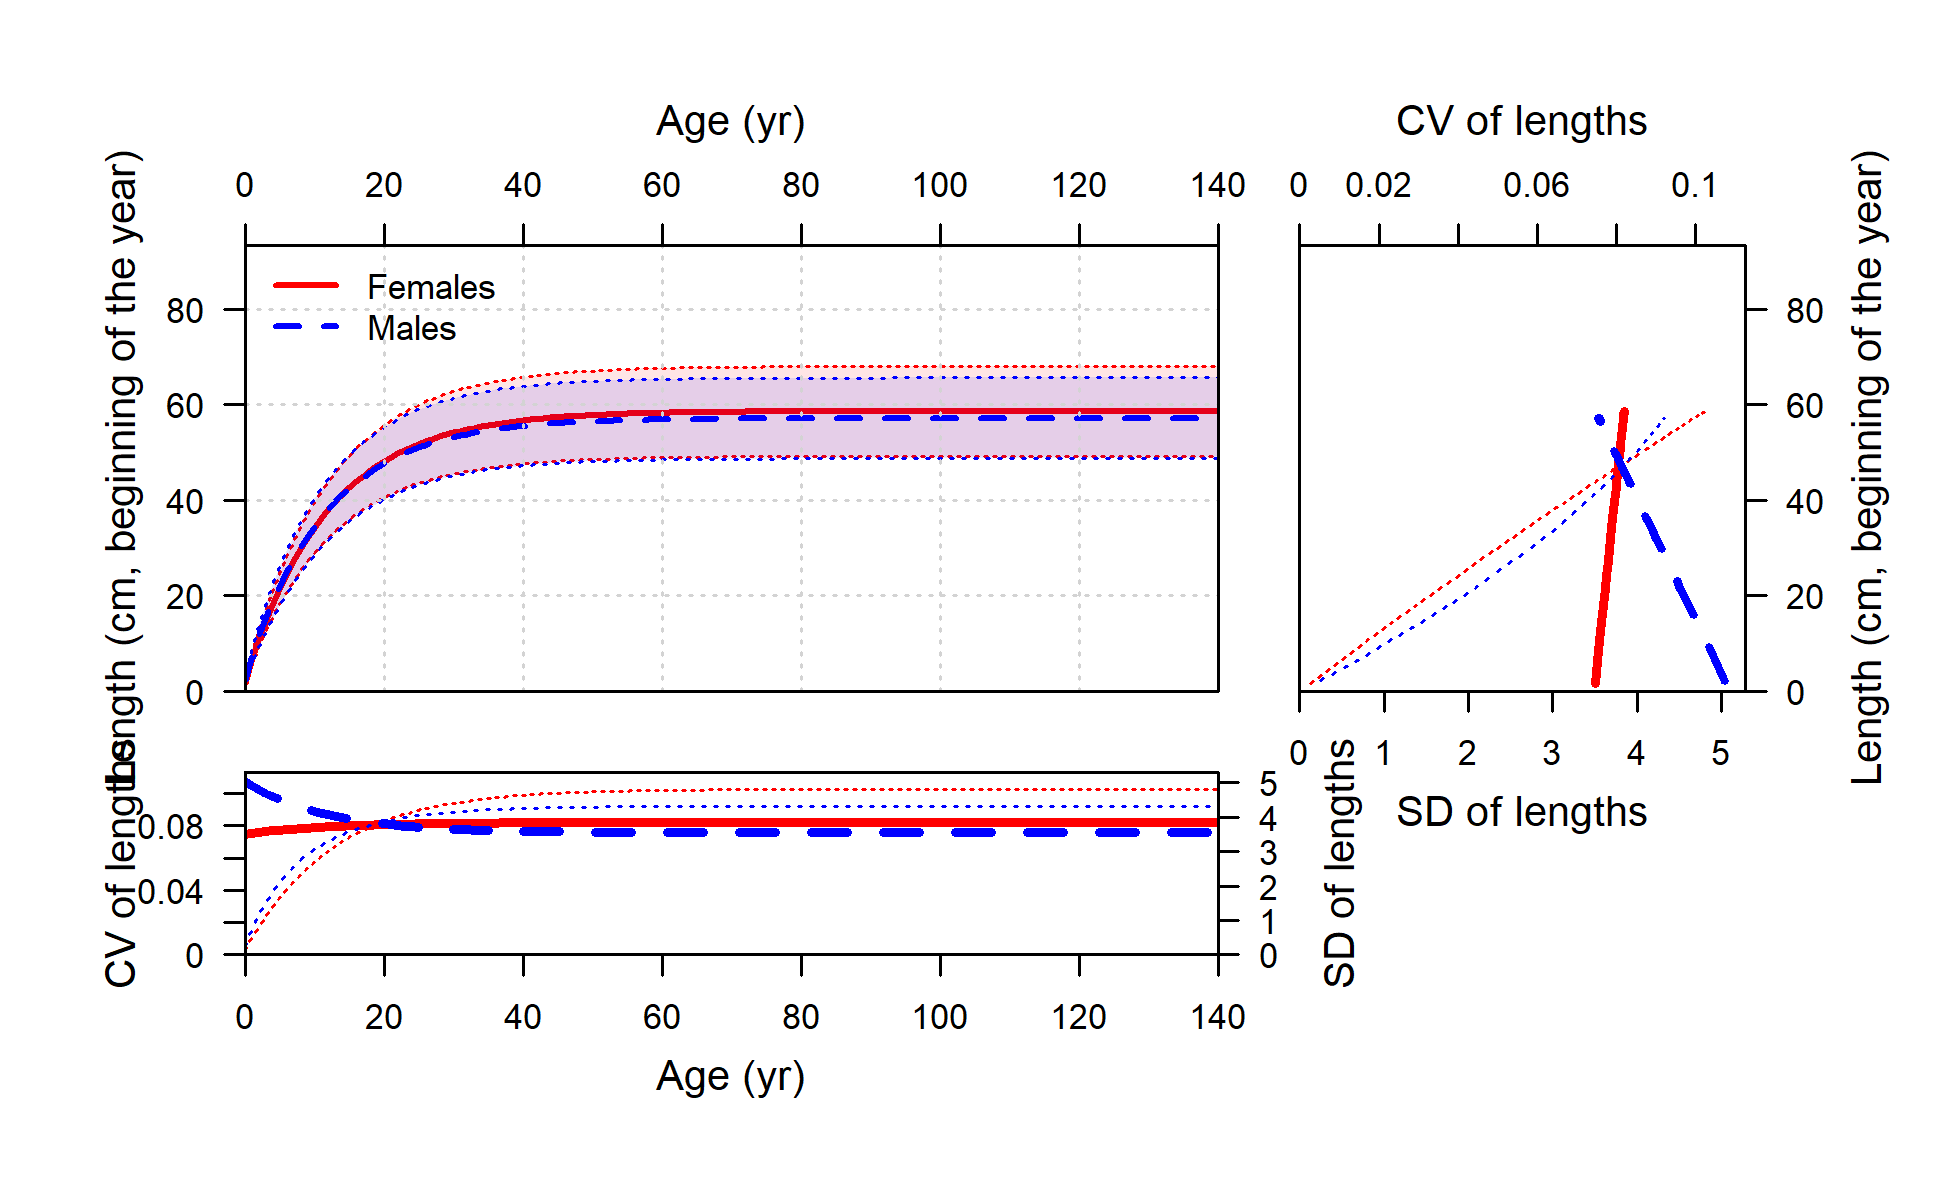 Age (yr)
CV of lengths
0 20 40 60 80 100 120 140
0 0.02 0.06 0.1
Length (cm, beginning of the year)
80
60
40
20
0
Females
Males
80
60
40
20
0
Length (cm, beginning of the year)
0 1 2 3 4 5
SD of lengths
CV of lengths
0.08
0.04
0
5
4
3
2
1
0
SD of lengths
0 20 40 60 80 100 120 140
Age (yr)